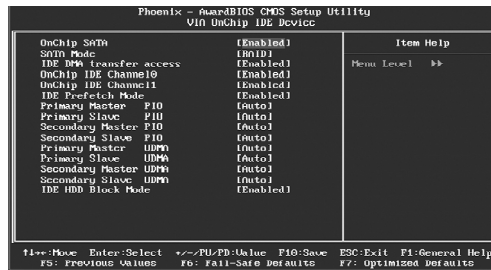 Phoenix - AwardBIOS CMOS Setup Utility
VIA OnChip IDE Device
OnChip SATA [Enabled]
SATA Mode [RAID]
IDE DMA transfer access [Enabled]
OnChip IDE Channel0 [Enabled]
OnChip IDE Channel1 [Enabled]
IDE Prefetch Mode [Enabled]
Primary Master PIO [Auto]
Primary Slave PIO [Auto]
Secondary Master PIO [Auto]
Secondary Slave PIO [Auto]
Primary Master UDMA [Auto]
Primary Slave UDMA [Auto]
Secondary Master UDMA [Auto]
Secondary Slave UDMA [Auto]
IDE HDD Block Mode [Enabled]
Item Help
Menu Level ►►
↑↓→←:Move Enter:Select +/-/PU/PD:Value F10:Save ESC:Exit F1:General Help
F5: Previous Values F6: Fail-Safe Defaults F7: Optimized Defaults